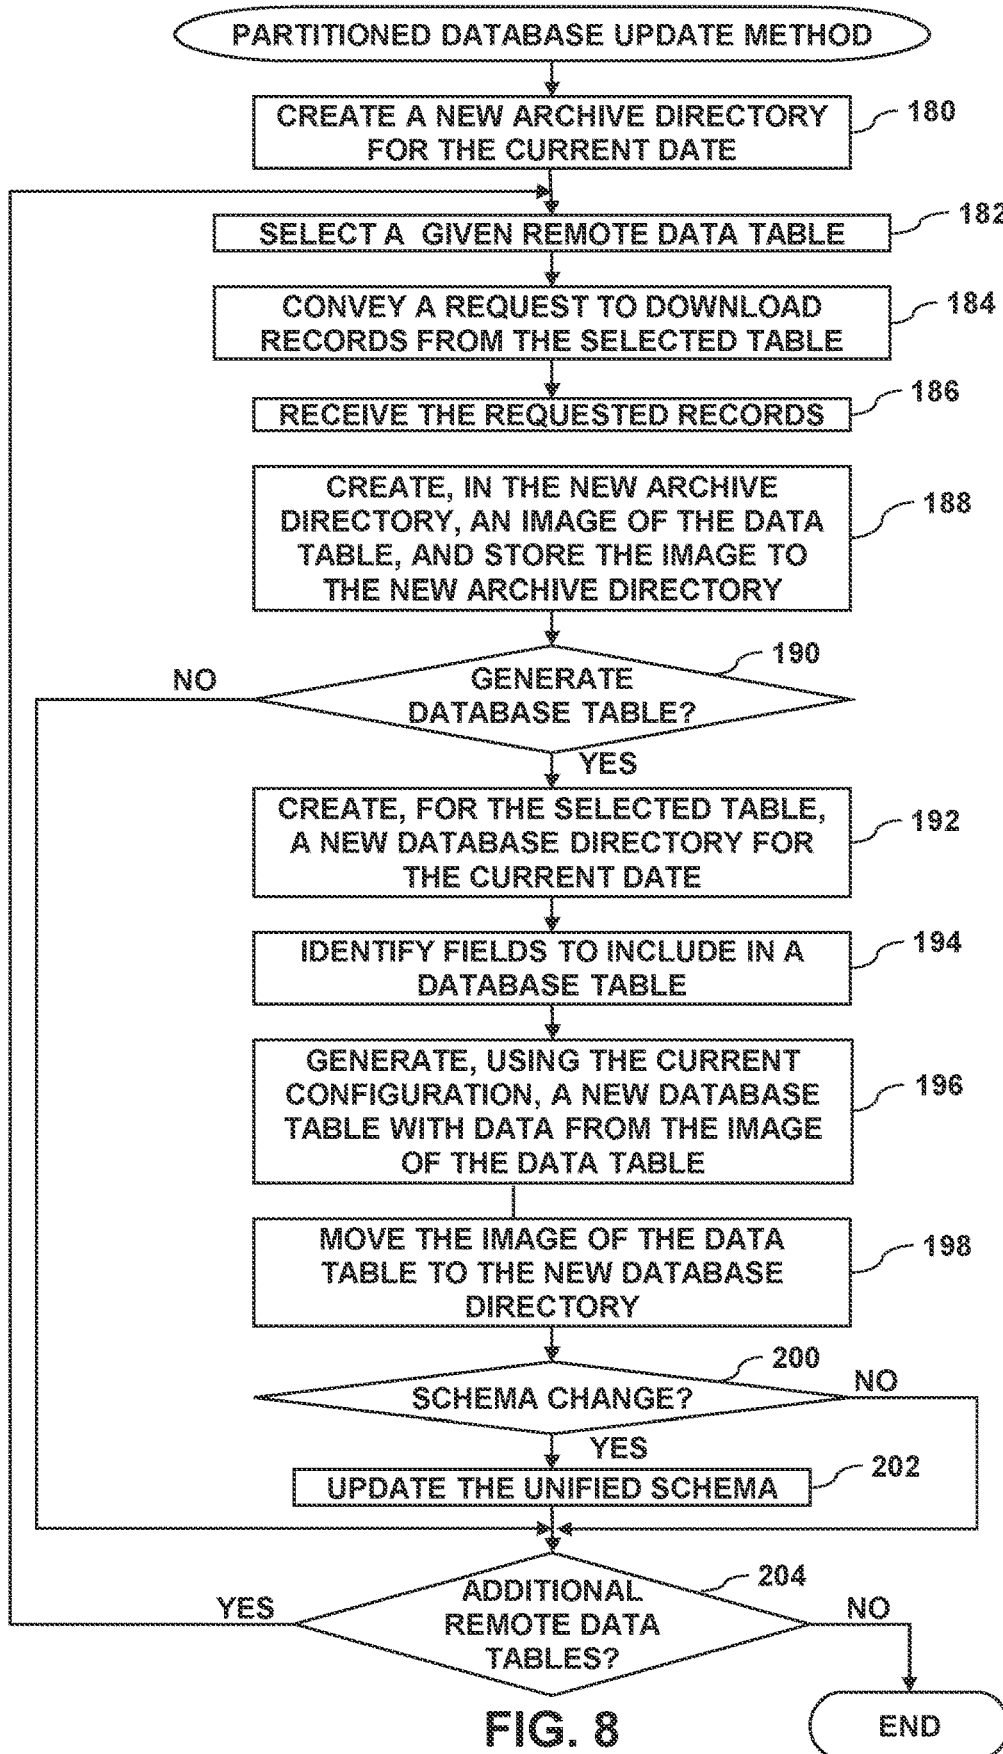 PARTITIONED DATABASE UPDATE METHOD
CREATE A NEW ARCHIVE DIRECTORY
FOR THE CURRENT DATE
180
SELECT A GIVEN REMOTE DATA TABLE
182
CONVEY A REQUEST TO DOWNLOAD
RECORDS FROM THE SELECTED TABLE
184
RECEIVE THE REQUESTED RECORDS
186
CREATE, IN THE NEW ARCHIVE
DIRECTORY, AN IMAGE OF THE DATA
TABLE, AND STORE THE IMAGE TO
THE NEW ARCHIVE DIRECTORY
188
GENERATE
DATABASE TABLE?
190
NO
YES
CREATE, FOR THE SELECTED TABLE,
A NEW DATABASE DIRECTORY FOR
THE CURRENT DATE
192
IDENTIFY FIELDS TO INCLUDE IN A
DATABASE TABLE
194
GENERATE, USING THE CURRENT
CONFIGURATION, A NEW DATABASE
TABLE WITH DATA FROM THE IMAGE
OF THE DATA TABLE
196
MOVE THE IMAGE OF THE DATA
TABLE TO THE NEW DATABASE
DIRECTORY
198
SCHEMA CHANGE?
200
NO
YES
UPDATE THE UNIFIED SCHEMA
202
ADDITIONAL
REMOTE DATA
TABLES?
204
YES
NO
END
FIG. 8